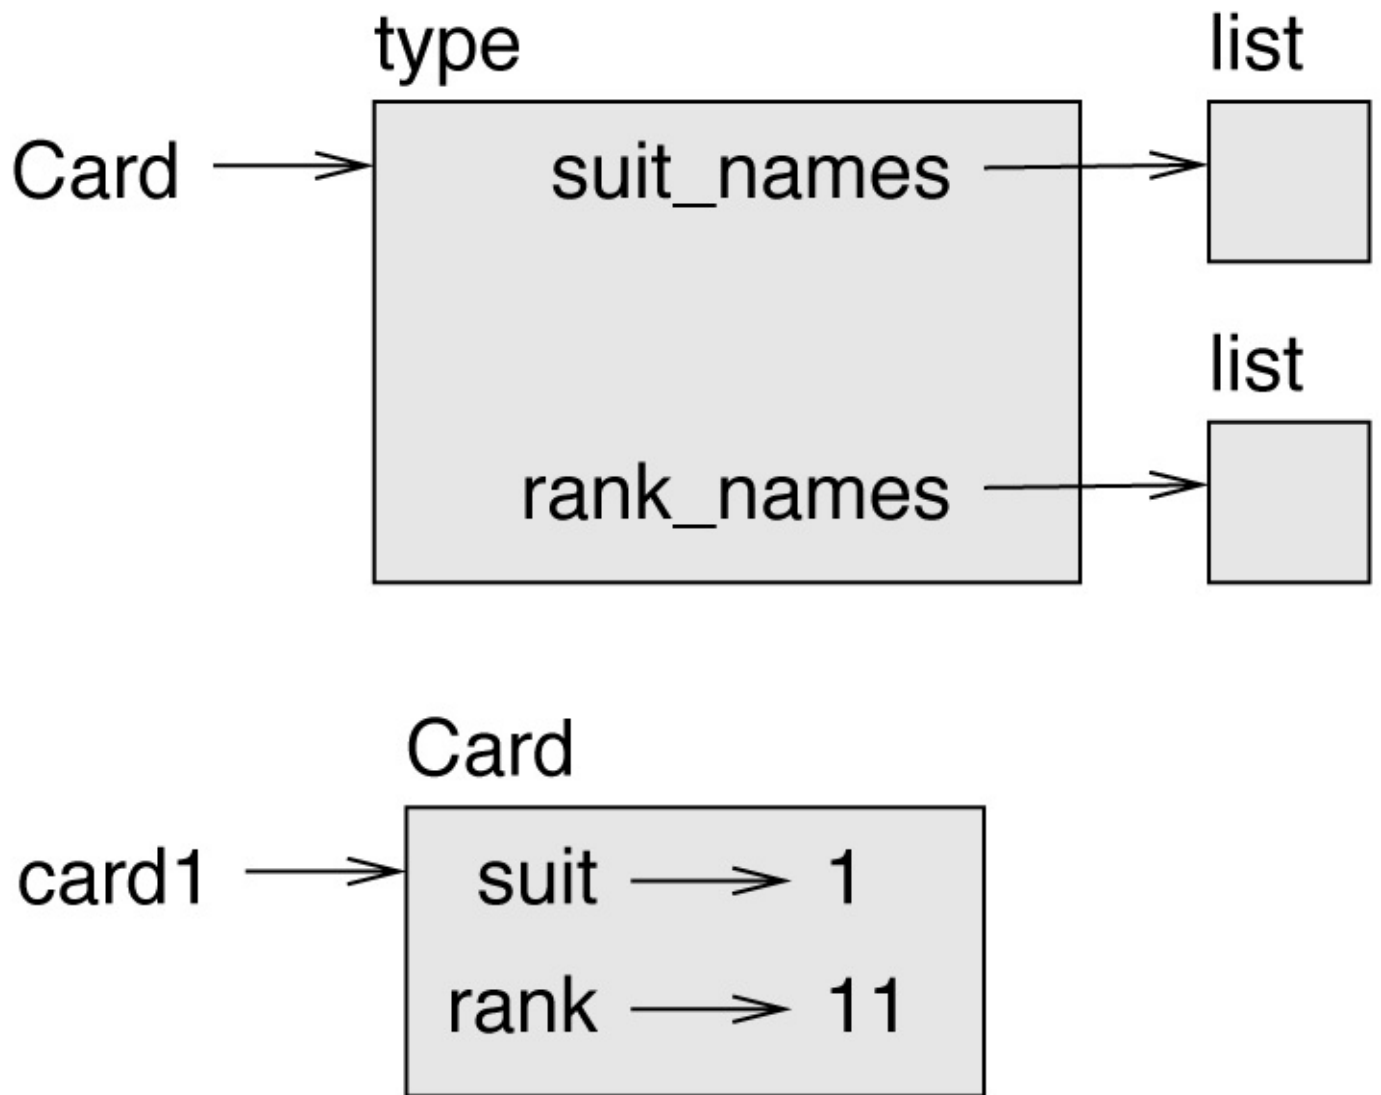 type
list
Card
suit_names
list
rank_names
Card
card1
suit
1
rank
11